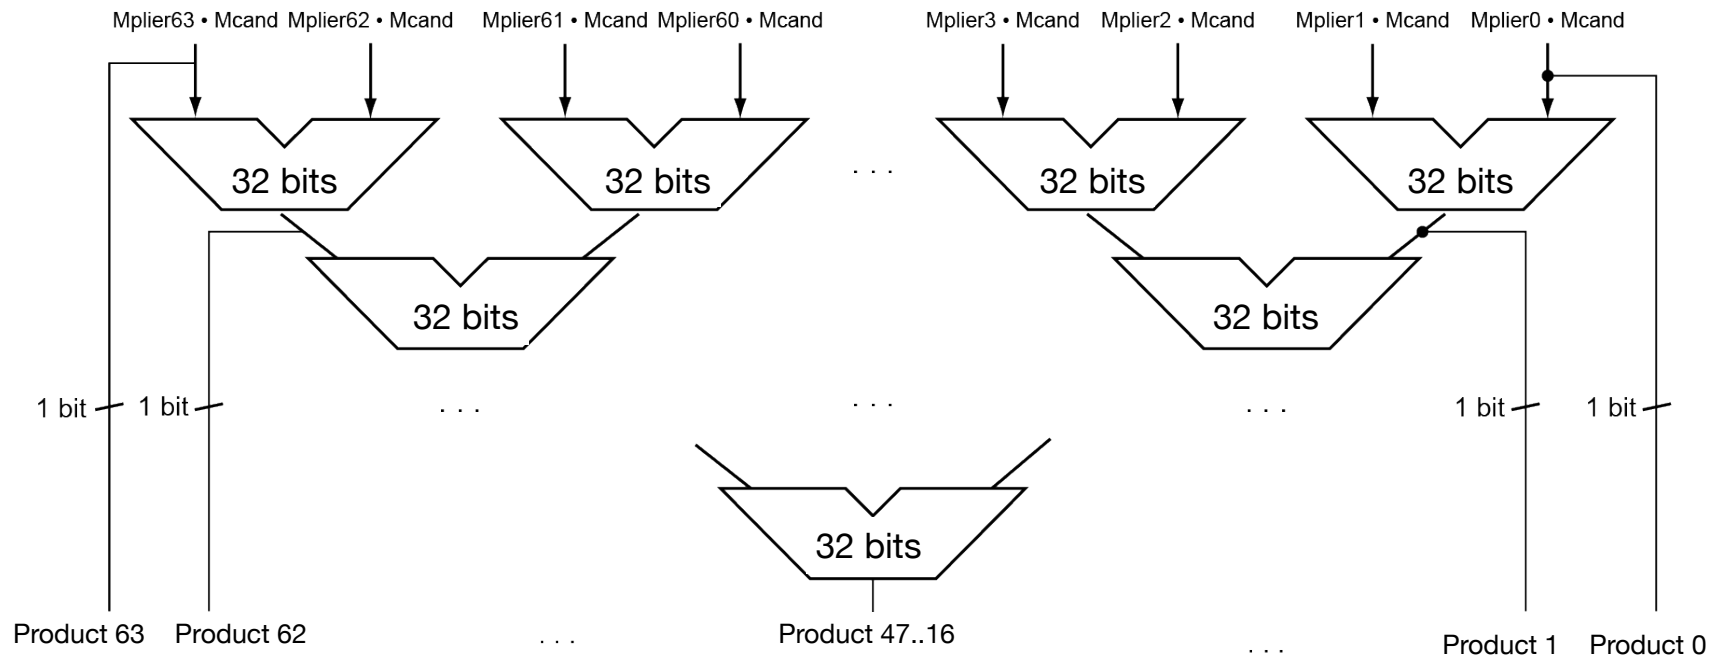 Mplier63 • Mcand Mplier62 • Mcand Mplier61 • Mcand Mplier60 • Mcand Mplier3 • Mcand Mplier2 • Mcand Mplier1 • Mcand Mplier0 • Mcand
32 bits 32 bits . . . 32 bits 32 bits
32 bits 32 bits
1 bit 1 bit . . . . . . . . . 1 bit 1 bit
32 bits
Product 63 Product 62 . . . Product 47..16 . . . Product 1 Product 0